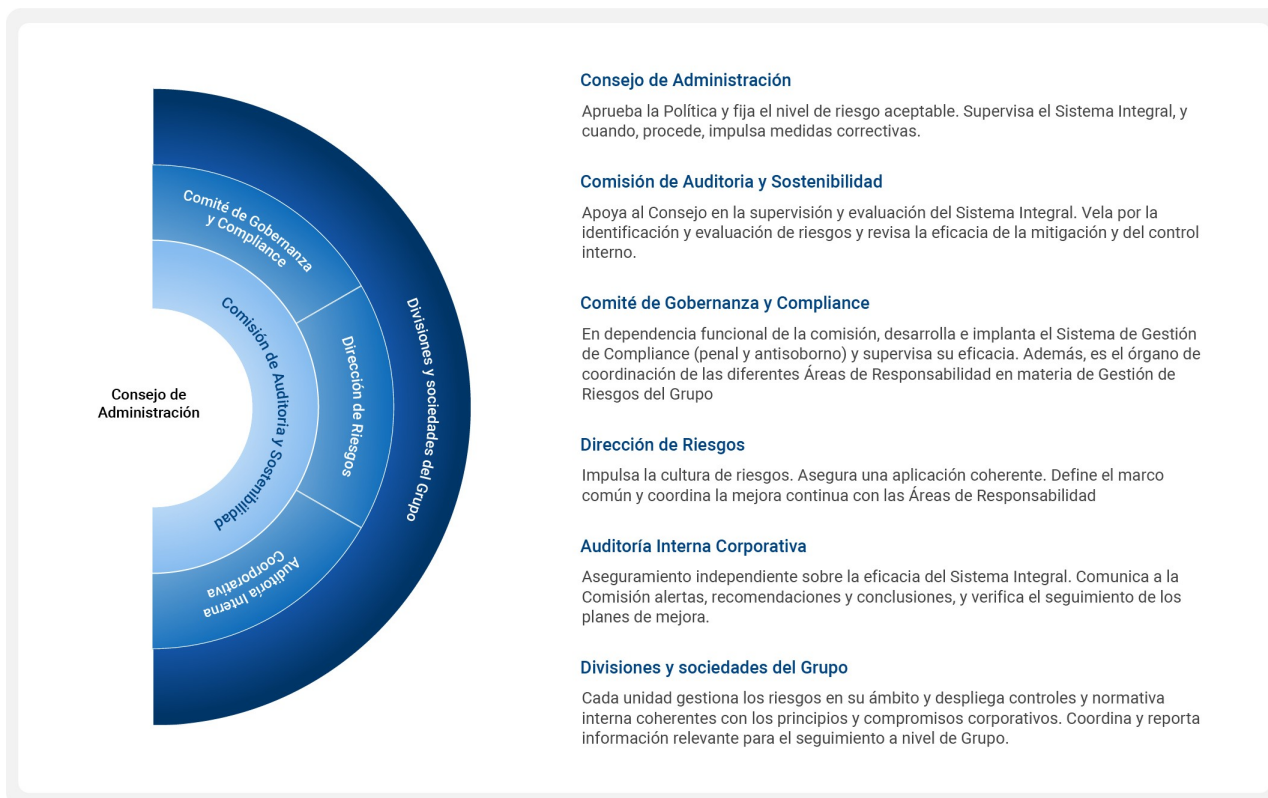 Consejo de
Administración
Comisión de Auditoria y Sostenibilidad
Comité de Gobernanza
y Compliance
Dirección de Riesgos
Auditoría Interna
Coorporativa
Divisiones y sociedades del Grupo
Consejo de Administración
Aprueba la Política y fija el nivel de riesgo aceptable. Supervisa el Sistema Integral, y
cuando, procede, impulsa medidas correctivas.
Comisión de Auditoria y Sostenibilidad
Apoya al Consejo en la supervisión y evaluación del Sistema Integral. Vela por la
identificación y evaluación de riesgos y revisa la eficacia de la mitigación y del control
interno.
Comité de Gobernanza y Compliance
En dependencia funcional de la comisión, desarrolla e implanta el Sistema de Gestión
de Compliance (penal y antisoborno) y supervisa su eficacia. Además, es el órgano de
coordinación de las diferentes Áreas de Responsabilidad en materia de Gestión de
Riesgos del Grupo
Dirección de Riesgos
Impulsa la cultura de riesgos. Asegura una aplicación coherente. Define el marco
común y coordina la mejora continua con las Áreas de Responsabilidad
Auditoría Interna Corporativa
Aseguramiento independiente sobre la eficacia del Sistema Integral. Comunica a la
Comisión alertas, recomendaciones y conclusiones, y verifica el seguimiento de los
planes de mejora.
Divisiones y sociedades del Grupo
Cada unidad gestiona los riesgos en su ámbito y despliega controles y normativa
interna coherentes con los principios y compromisos corporativos. Coordina y reporta
información relevante para el seguimiento a nivel de Grupo.